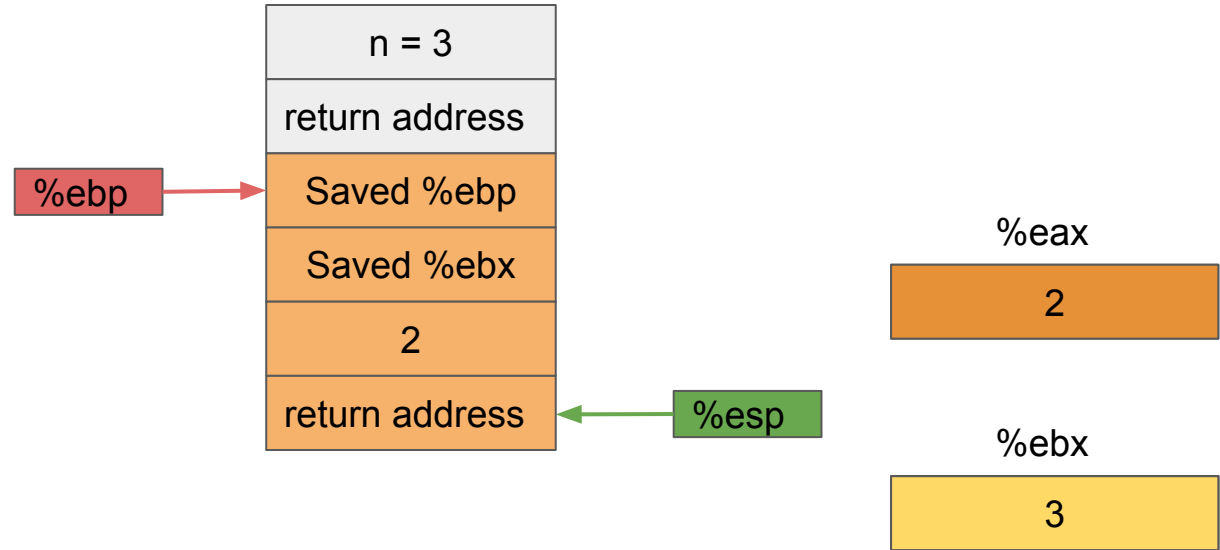 n = 3
return address
%ebp
Saved %ebp
Saved %ebx
%eax
2
2
return address
%esp
%ebx
3